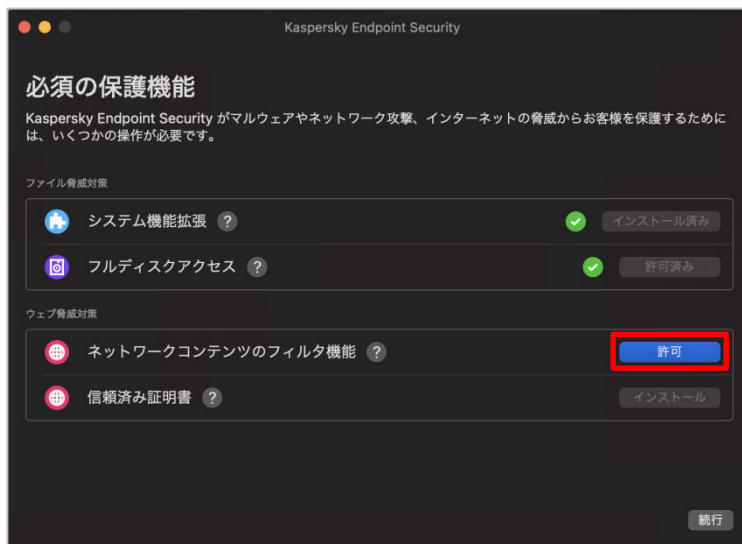 Kaspersky Endpoint Security
必須の保護機能
Kaspersky Endpoint Security がマルウェアやネットワーク攻撃、インターネットの脅威からお客様を保護するために
は、いくつかの操作が必要です。
ファイル脅威対策
システム機能拡張 ? インストール済み
フルディスクアクセス ? 許可済み
ウェブ脅威対策
ネットワークコンテンツのフィルタ機能 ? 許可
信頼済み証明書 ? インストール
続行